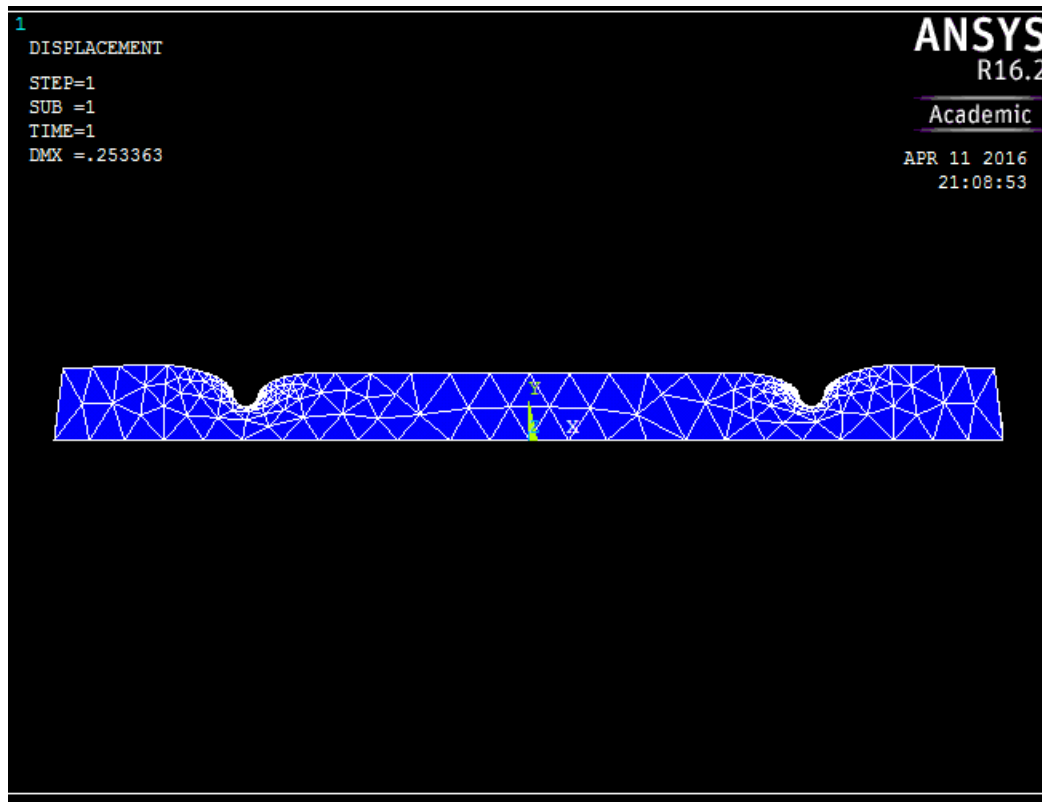 1
DISPLACEMENT
STEP=1
SUB =1
TIME=1
DMX =.253363
ANSYS
R16.2
Academic
APR 11 2016
21:08:53
Y
X